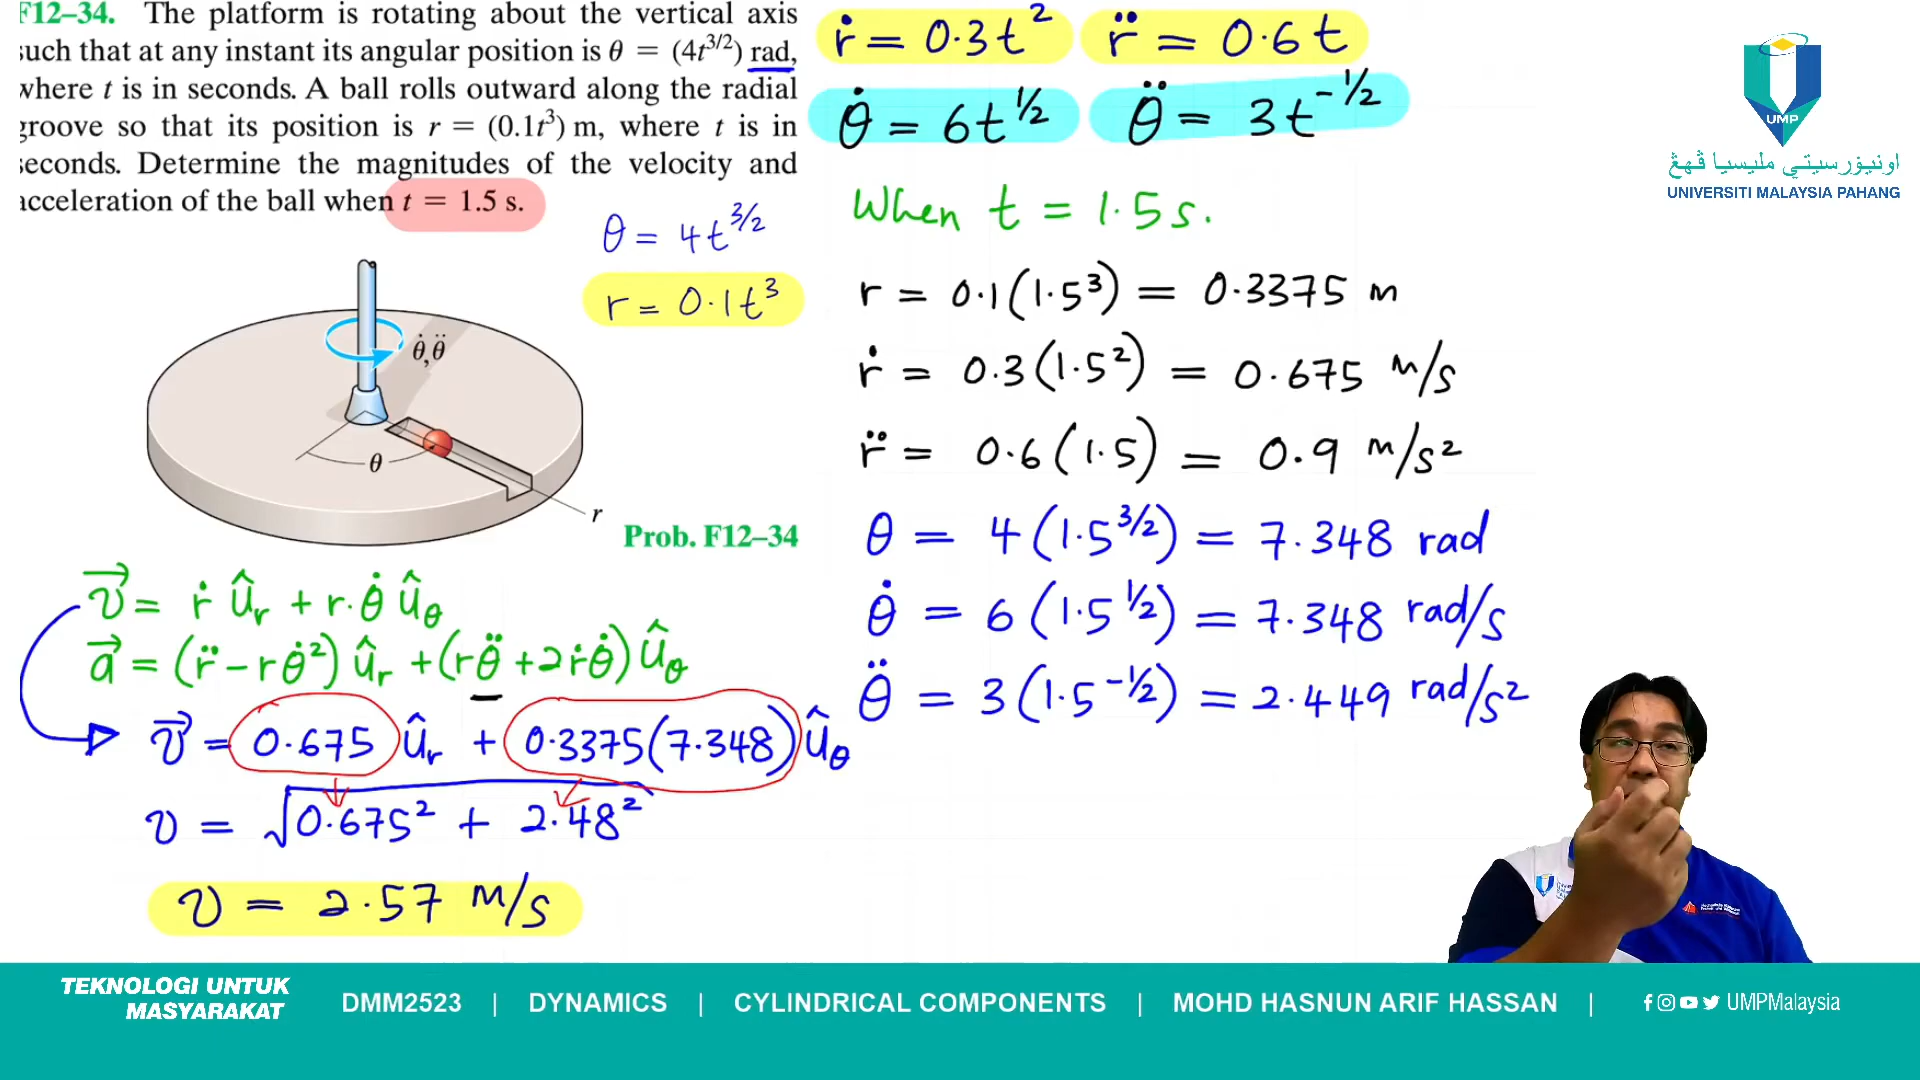 F12–34. The platform is rotating about the vertical axis
such that at any instant its angular position is θ = (4t^{3/2}) rad,
where t is in seconds. A ball rolls outward along the radial
groove so that its position is r = (0.1t³) m, where t is in
seconds. Determine the magnitudes of the velocity and
acceleration of the ball when t = 1.5 s.
θ = 4t^{3/2}
r = 0.1t³
θ̇, θ̈
θ
r
Prob. F12–34
v⃗ = ṙ û_r + r·θ̇ û_θ
a⃗ = (r̈ − rθ̇²) û_r + (rθ̈ + 2ṙθ̇) û_θ
v⃗ = 0.675 û_r + 0.3375(7.348) û_θ
v = √(0.675² + 2.48²)
v = 2.57 m/s
ṙ = 0.3t² r̈ = 0.6t
θ̇ = 6t^{1/2} θ̈ = 3t^{-1/2}
When t = 1.5 s.
r = 0.1(1.5³) = 0.3375 m
ṙ = 0.3(1.5²) = 0.675 m/s
r̈ = 0.6(1.5) = 0.9 m/s²
θ = 4(1.5^{3/2}) = 7.348 rad
θ̇ = 6(1.5^{1/2}) = 7.348 rad/s
θ̈ = 3(1.5^{-1/2}) = 2.449 rad/s²
UMP
اونيۏرسيتي مليسيا ڤهڠ
UNIVERSITI MALAYSIA PAHANG
TEKNOLOGI UNTUK
MASYARAKAT
DMM2523 | DYNAMICS | CYLINDRICAL COMPONENTS | MOHD HASNUN ARIF HASSAN | UMPMalaysia